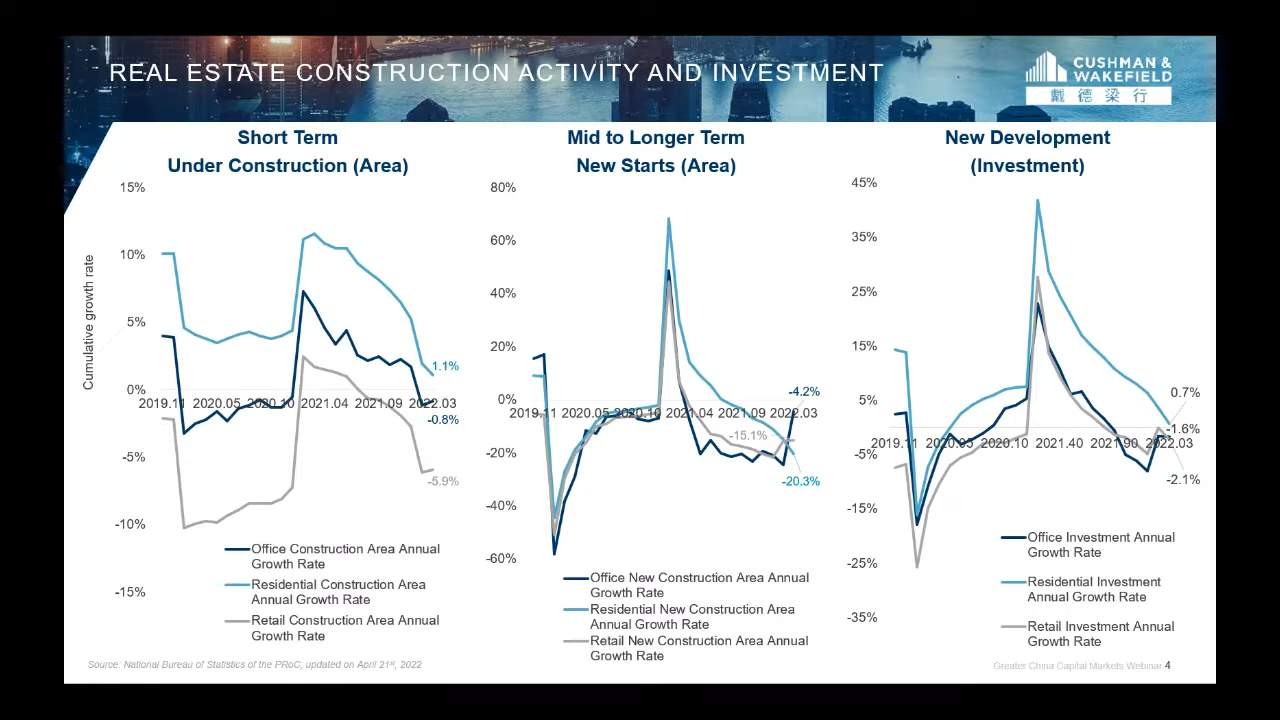 REAL ESTATE CONSTRUCTION ACTIVITY AND INVESTMENT
CUSHMAN &
WAKEFIELD
戴德梁行
Short Term
Under Construction (Area)
Cumulative growth rate
15%
10%
5%
0%
-5%
-10%
-15%
2019.11
2020.05
2020.10
2021.04
2021.09
2022.03
1.1%
-0.8%
-5.9%
Office Construction Area Annual
Growth Rate
Residential Construction Area
Annual Growth Rate
Retail Construction Area Annual
Growth Rate
Mid to Longer Term
New Starts (Area)
80%
60%
40%
20%
0%
-20%
-40%
-60%
2019.11
2020.05
2020.10
2021.04
2021.09
2022.03
-4.2%
-15.1%
-20.3%
Office New Construction Area Annual
Growth Rate
Residential New Construction Area
Annual Growth Rate
Retail New Construction Area Annual
Growth Rate
New Development
(Investment)
45%
35%
25%
15%
5%
-5%
-15%
-25%
-35%
2019.11
2020.05
2020.10
2021.40
2021.90
2022.03
0.7%
-1.6%
-2.1%
Office Investment Annual
Growth Rate
Residential Investment
Annual Growth Rate
Retail Investment Annual
Growth Rate
Source: National Bureau of Statistics of the PRoC, updated on April 21st, 2022
Greater China Capital Markets Webinar 4